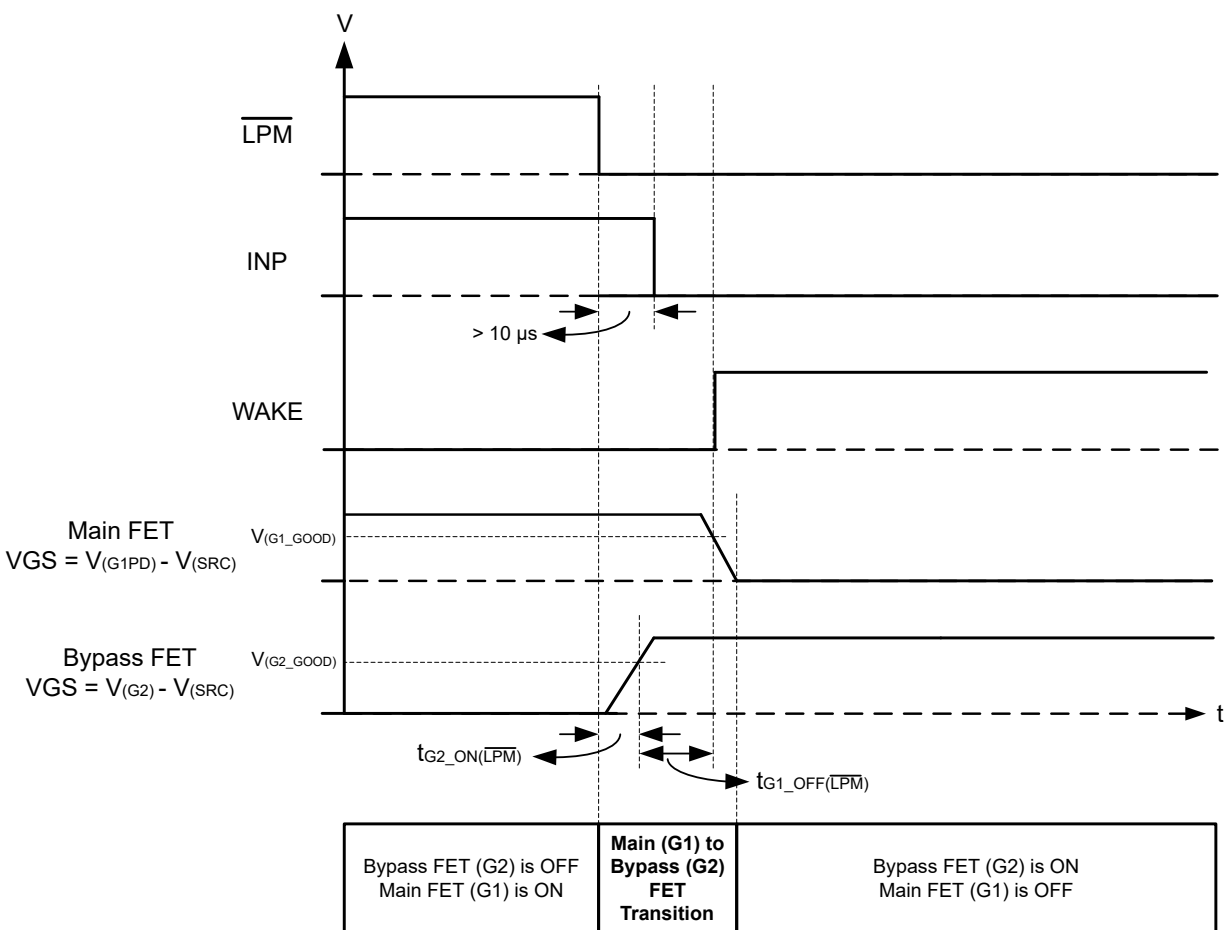 V
LPM
INP
> 10 µs
WAKE
Main FET
VGS = V(G1PD) - V(SRC)
V(G1_GOOD)
Bypass FET
VGS = V(G2) - V(SRC)
V(G2_GOOD)
t
tG2_ON(LPM)
tG1_OFF(LPM)
Bypass FET (G2) is OFF
Main FET (G1) is ON
Main (G1) to
Bypass (G2)
FET
Transition
Bypass FET (G2) is ON
Main FET (G1) is OFF